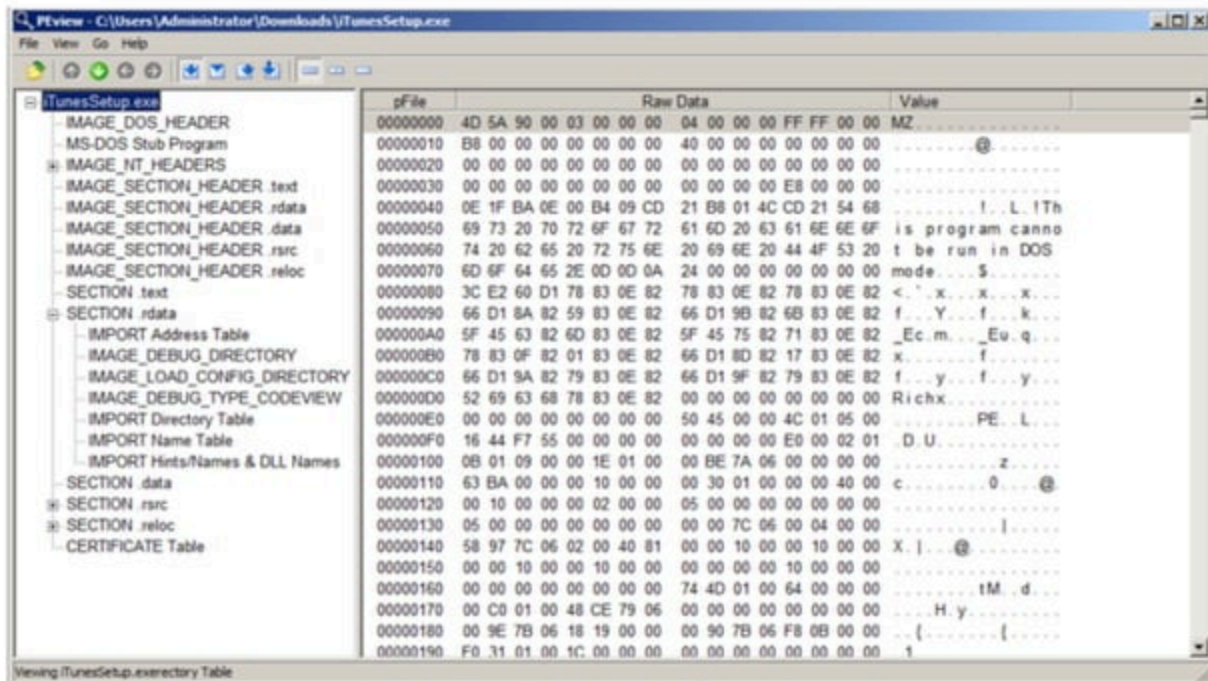 PEview - C:\Users\Administrator\Downloads\iTunesSetup.exe
File View Go Help
iTunesSetup.exe
IMAGE_DOS_HEADER
MS-DOS Stub Program
IMAGE_NT_HEADERS
IMAGE_SECTION_HEADER .text
IMAGE_SECTION_HEADER .rdata
IMAGE_SECTION_HEADER .data
IMAGE_SECTION_HEADER .rsrc
IMAGE_SECTION_HEADER .reloc
SECTION .text
SECTION .rdata
IMPORT Address Table
IMAGE_DEBUG_DIRECTORY
IMAGE_LOAD_CONFIG_DIRECTORY
IMAGE_DEBUG_TYPE_CODEVIEW
IMPORT Directory Table
IMPORT Name Table
IMPORT Hints/Names & DLL Names
SECTION .data
SECTION .rsrc
SECTION .reloc
CERTIFICATE Table
pFile Raw Data Value
00000000 4D 5A 90 00 03 00 00 00 04 00 00 00 FF FF 00 00 MZ..............
00000010 B8 00 00 00 00 00 00 00 40 00 00 00 00 00 00 00 ........@.......
00000020 00 00 00 00 00 00 00 00 00 00 00 00 00 00 00 00 ................
00000030 00 00 00 00 00 00 00 00 00 00 00 00 E8 00 00 00 ................
00000040 0E 1F BA 0E 00 B4 09 CD 21 B8 01 4C CD 21 54 68 ........!..L.!Th
00000050 69 73 20 70 72 6F 67 72 61 6D 20 63 61 6E 6E 6F is program canno
00000060 74 20 62 65 20 72 75 6E 20 69 6E 20 44 4F 53 20 t be run in DOS
00000070 6D 6F 64 65 2E 0D 0D 0A 24 00 00 00 00 00 00 00 mode....$.......
00000080 3C E2 60 D1 78 83 0E 82 78 83 0E 82 78 83 0E 82 <.`.x...x...x...
00000090 66 D1 8A 82 59 83 0E 82 66 D1 9B 82 6B 83 0E 82 f...Y...f...k...
000000A0 5F 45 63 82 6D 83 0E 82 5F 45 75 82 71 83 0E 82 _Ec.m..._Eu.q...
000000B0 78 83 0F 82 01 83 0E 82 66 D1 8D 82 17 83 0E 82 x.......f.......
000000C0 66 D1 9A 82 79 83 0E 82 66 D1 9F 82 79 83 0E 82 f...y...f...y...
000000D0 52 69 63 68 78 83 0E 82 00 00 00 00 00 00 00 00 Richx...........
000000E0 00 00 00 00 00 00 00 00 50 45 00 00 4C 01 05 00 ........PE..L...
000000F0 16 44 F7 55 00 00 00 00 00 00 00 00 E0 00 02 01 .D.U............
00000100 0B 01 09 00 00 1E 01 00 00 BE 7A 06 00 00 00 00 ..........z.....
00000110 63 BA 00 00 00 10 00 00 00 30 01 00 00 00 40 00 c........0....@.
00000120 00 10 00 00 00 02 00 00 05 00 00 00 00 00 00 00 ................
00000130 05 00 00 00 00 00 00 00 00 00 7C 06 00 04 00 00 ..........|.....
00000140 58 97 7C 06 02 00 40 81 00 00 10 00 00 10 00 00 X.|...@.........
00000150 00 00 10 00 00 10 00 00 00 00 00 00 10 00 00 00 ................
00000160 00 00 00 00 00 00 00 00 74 4D 01 00 64 00 00 00 ........tM..d...
00000170 00 C0 01 00 48 CE 79 06 00 00 00 00 00 00 00 00 ....H.y.........
00000180 00 9E 7B 06 18 19 00 00 00 90 7B 06 F8 0B 00 00 ..{.......{.....
00000190 F0 31 01 00 1C 00 00 00 00 00 00 00 00 00 00 00 .1..............
Viewing iTunesSetup.exerectory Table